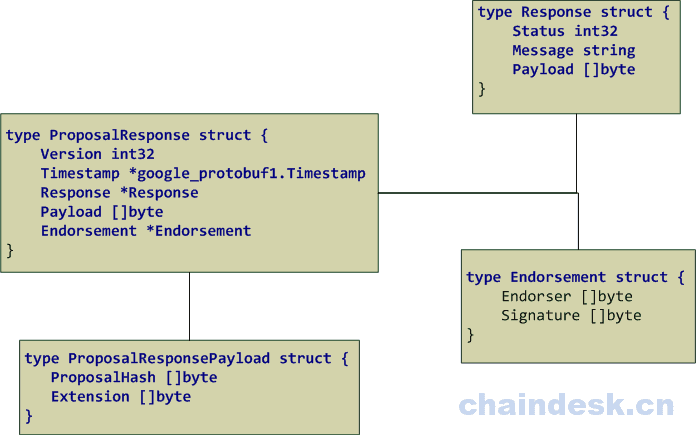 type Response struct {
Status int32
Message string
Payload []byte
}
type ProposalResponse struct {
Version int32
Timestamp *google_protobuf1.Timestamp
Response *Response
Payload []byte
Endorsement *Endorsement
}
type Endorsement struct {
Endorser []byte
Signature []byte
}
type ProposalResponsePayload struct {
ProposalHash []byte
Extension []byte
}
chaindesk.cn